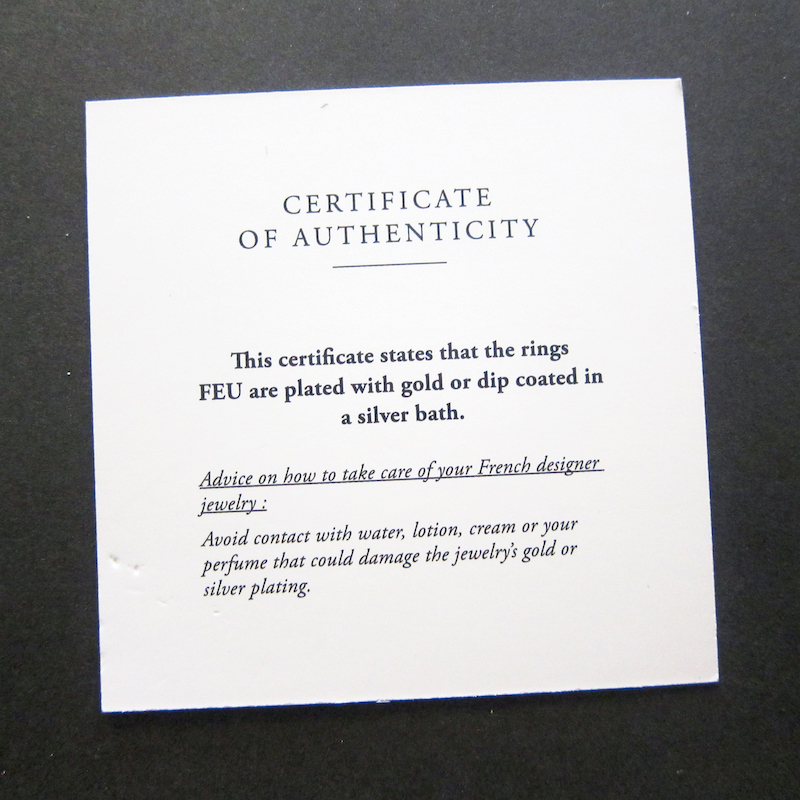 CERTIFICATE
OF AUTHENTICITY
This certificate states that the rings
FEU are plated with gold or dip coated in
a silver bath.
Advice on how to take care of your French designer
jewelry :
Avoid contact with water, lotion, cream or your
perfume that could damage the jewelry's gold or
silver plating.